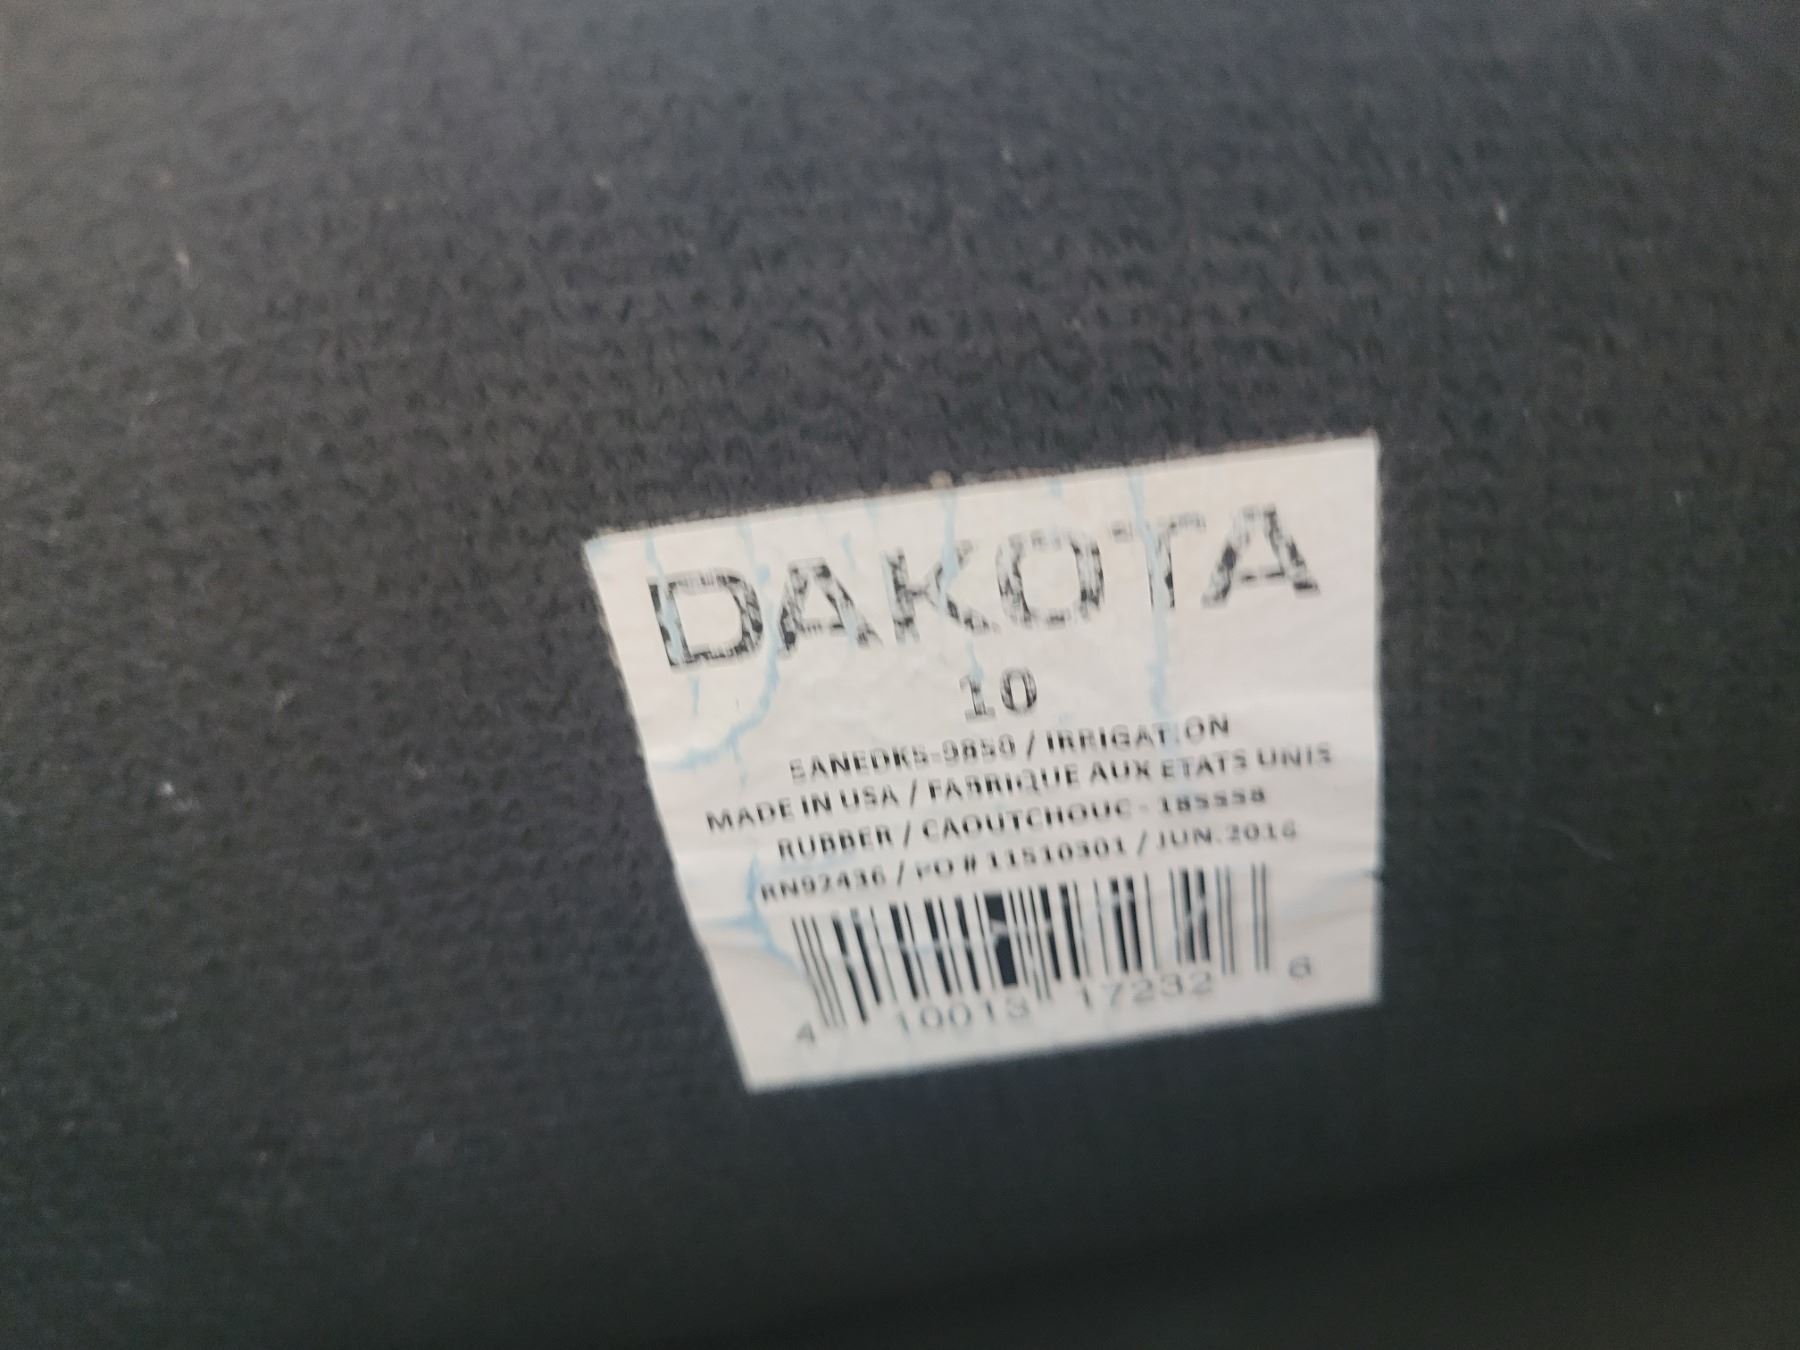 DAKOTA
10
SANEDKS-9850 / IRRIGATION
MADE IN USA / FABRIQUE AUX ETATS UNIS
RUBBER / CAOUTCHOUC - 185558
RN92436 / PO # 11510301 / JUN.2016
4 10013 17232 6